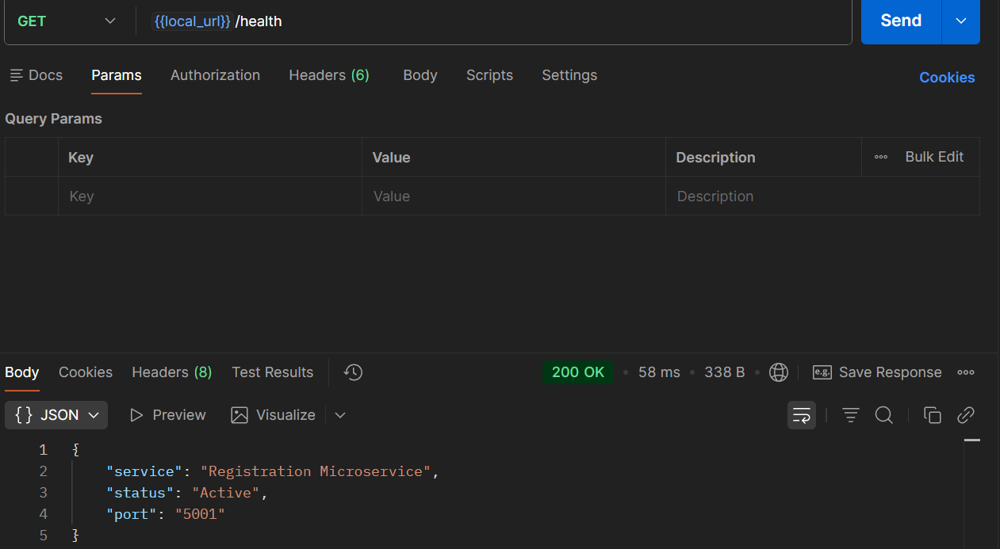 GET {{local_url}} /health Send
Docs Params Authorization Headers (6) Body Scripts Settings Cookies
Query Params
Key Value Description Bulk Edit
Key Value Description
Body Cookies Headers (8) Test Results 200 OK 58 ms 338 B e.g. Save Response
{ } JSON Preview Visualize
1 {
2 "service": "Registration Microservice",
3 "status": "Active",
4 "port": "5001"
5 }